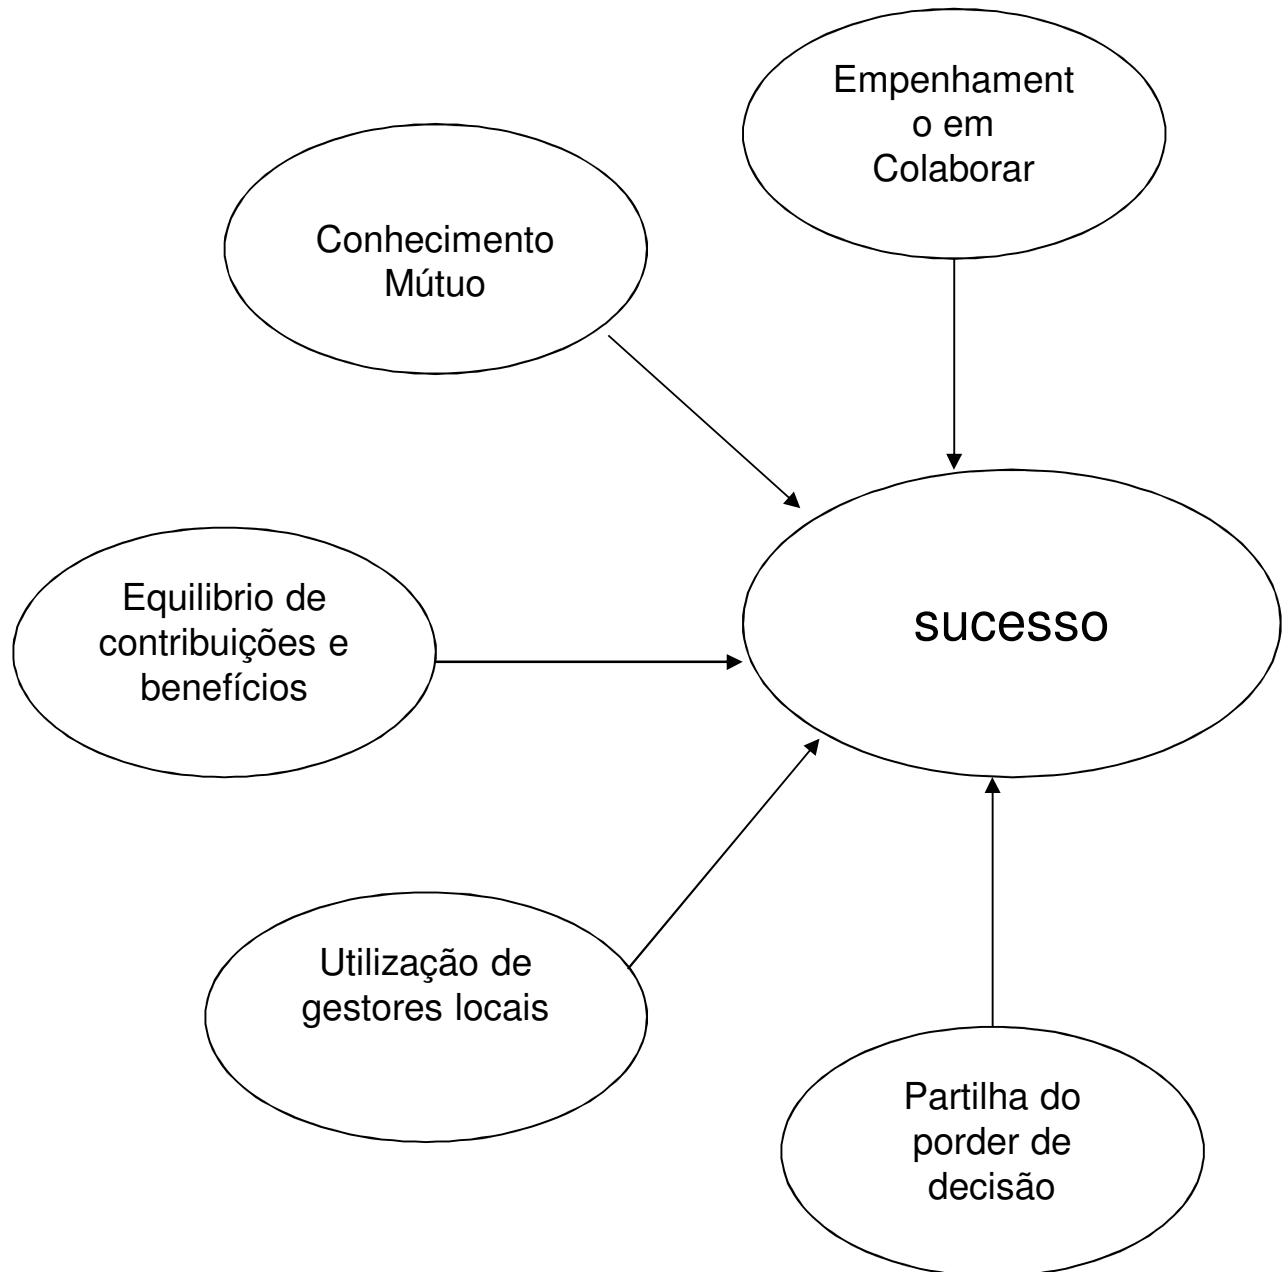 Empenhament
o em
Colaborar
Conhecimento
Mútuo
Equilibrio de
contribuições e
benefícios
sucesso
Utilização de
gestores locais
Partilha do
porder de
decisão